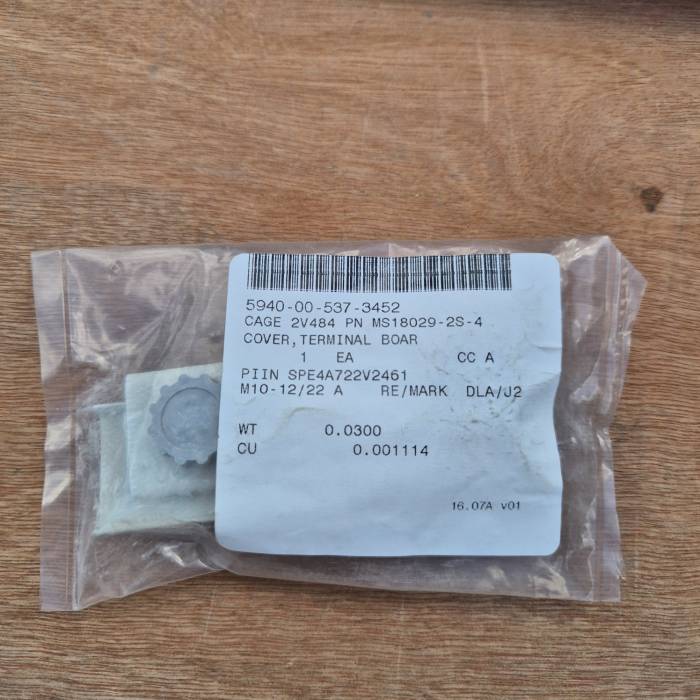 5940-00-537-3452
CAGE 2V484 PN MS18029-2S-4
COVER,TERMINAL BOAR
1 EA CC A
PIIN SPE4A722V2461
M10-12/22 A RE/MARK DLA/J2
WT 0.0300
CU 0.001114
16.07A v01